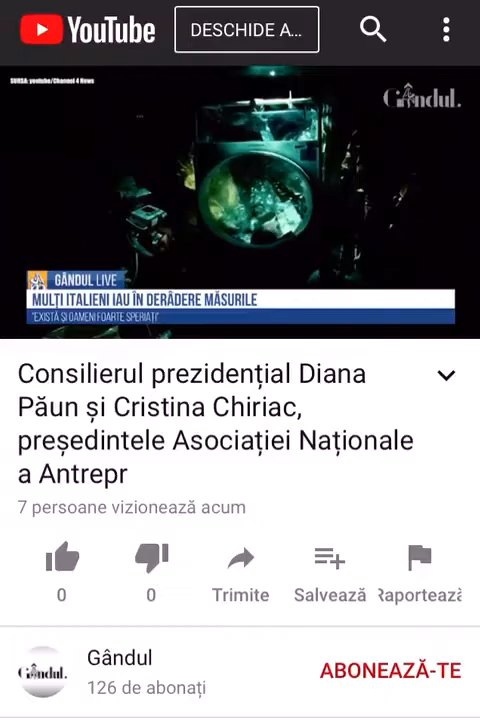 YouTube
DESCHIDE A...
SURSA: youtube/Channel 4 News
Gândul.
GÂNDUL LIVE
MULȚI ITALIENI IAU ÎN DERÂDERE MĂSURILE
"EXISTĂ ȘI OAMENI FOARTE SPERIAȚI"
Consilierul prezidențial Diana
Păun și Cristina Chiriac,
președintele Asociației Naționale
a Antrepr
7 persoane vizionează acum
0
0
Trimite
Salvează
Raportează
Gândul.
Gândul
126 de abonați
ABONEAZĂ-TE